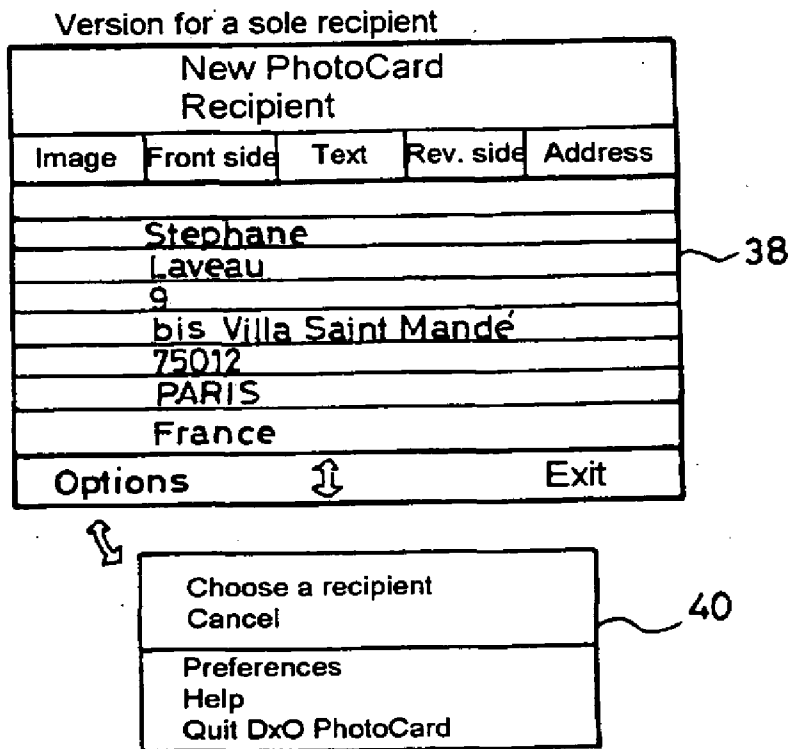 Version for a sole recipient
New PhotoCard
Recipient
Image Front side Text Rev. side Address
Stephane
Laveau
9
bis Villa Saint Mandé
75012
PARIS
France
Options Exit
38
Choose a recipient
Cancel
40
Preferences
Help
Quit DxO PhotoCard